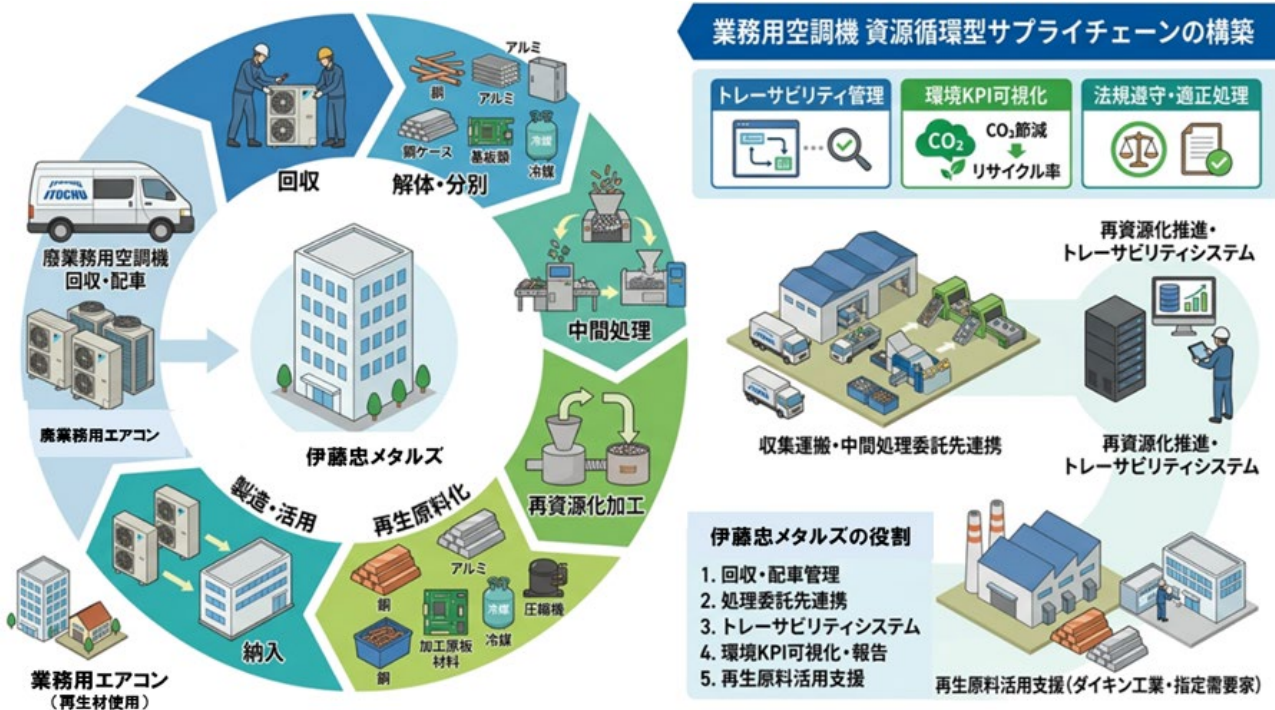 業務用空調機 資源循環型サプライチェーンの構築
トレーサビリティ管理
環境KPI可視化
CO₂
CO₂節減
リサイクル率
法規遵守・適正処理
回収
アルミ
銅
アルミ
銅ケース
基板類
冷媒
冷媒
解体・分別
ITOCHU
廃業務用空調機
回収・配車
廃業務用エアコン
伊藤忠メタルズ
中間処理
再資源化加工
再生原料化
銅
アルミ
冷媒
圧縮機
銅
加工原板
材料
冷媒
製造・活用
納入
業務用エアコン
(再生材使用)
ITOCHU
収集運搬・中間処理委託先連携
再資源化推進・
トレーサビリティシステム
再資源化推進・
トレーサビリティシステム
伊藤忠メタルズの役割
1. 回収・配車管理
2. 処理委託先連携
3. トレーサビリティシステム
4. 環境KPI可視化・報告
5. 再生原料活用支援
再生原料活用支援(ダイキン工業・指定需要家)